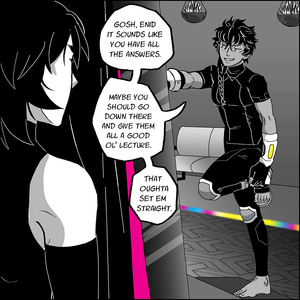 GOSH, ENID
IT SOUNDS LIKE
YOU HAVE ALL
THE ANSWERS.
MAYBE YOU
SHOULD GO
DOWN THERE
AND GIVE THEM
ALL A GOOD
OL' LECTURE.
THAT
OUGHTA
SET EM
STRAIGHT.